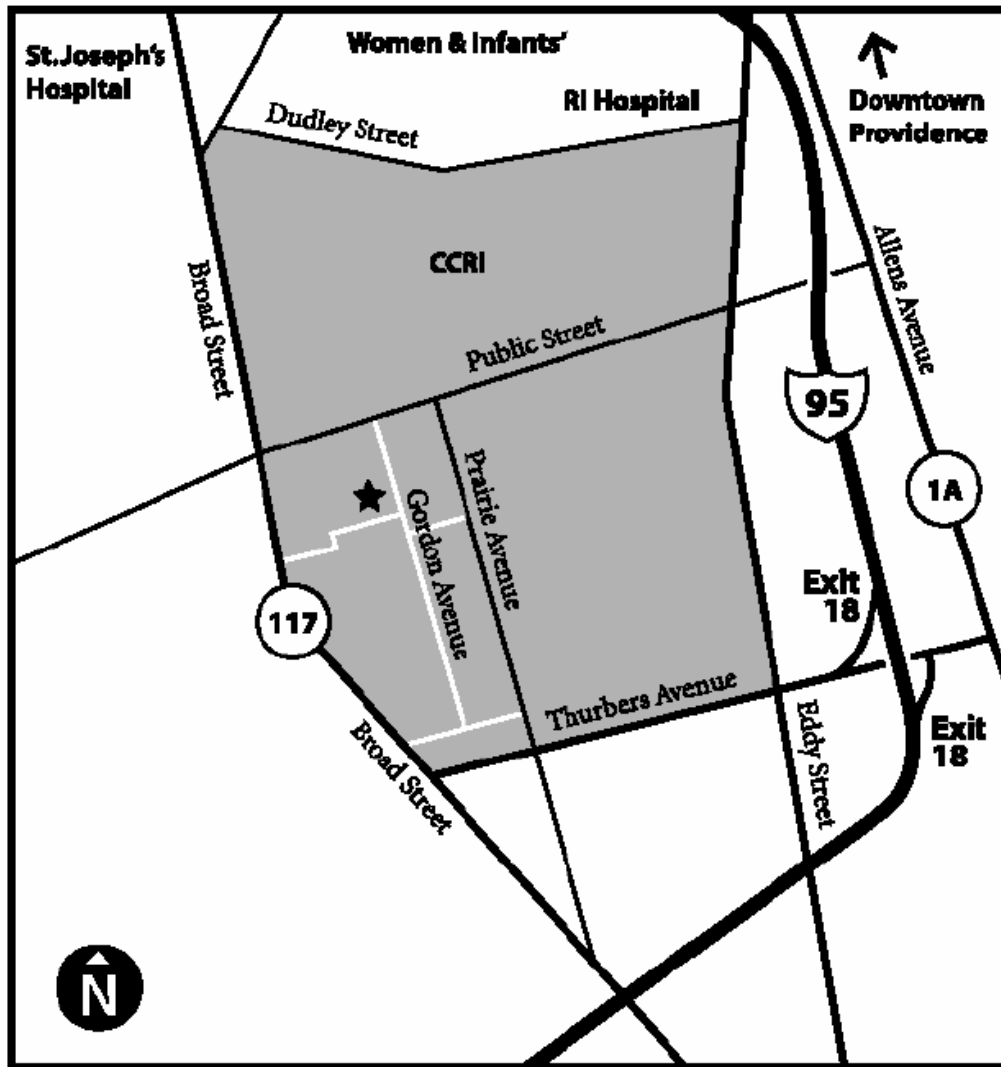 St.Joseph's
Hospital
Women & Infants'
RI Hospital
Downtown
Providence
Dudley Street
CCRI
Allens Avenue
Broad Street
Public Street
95
Prairie Avenue
Gordon Avenue
1A
Exit
18
117
Thurbers Avenue
Eddy Street
Exit
18
Broad Street
N